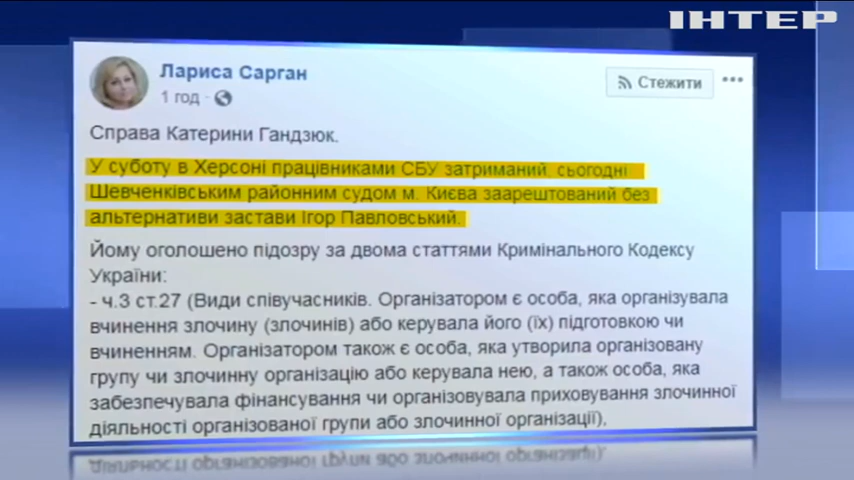 ІНТЕР
Лариса Сарган
1 год ·
Стежити
Справа Катерини Гандзюк.
У суботу в Херсоні працівниками СБУ затриманий, сьогодні
Шевченківським районним судом м. Києва заарештований без
альтернативи застави Ігор Павловський.
Йому оголошено підозру за двома статтями Кримінального Кодексу
України:
- ч.3 ст.27 (Види співучасників. Організатором є особа, яка організувала
вчинення злочину (злочинів) або керувала його (їх) підготовкою чи
вчиненням. Організатором також є особа, яка утворила організовану
групу чи злочинну організацію або керувала нею, а також особа, яка
забезпечувала фінансування чи організовувала приховування злочинної
діяльності організованої групи або злочинної організації),